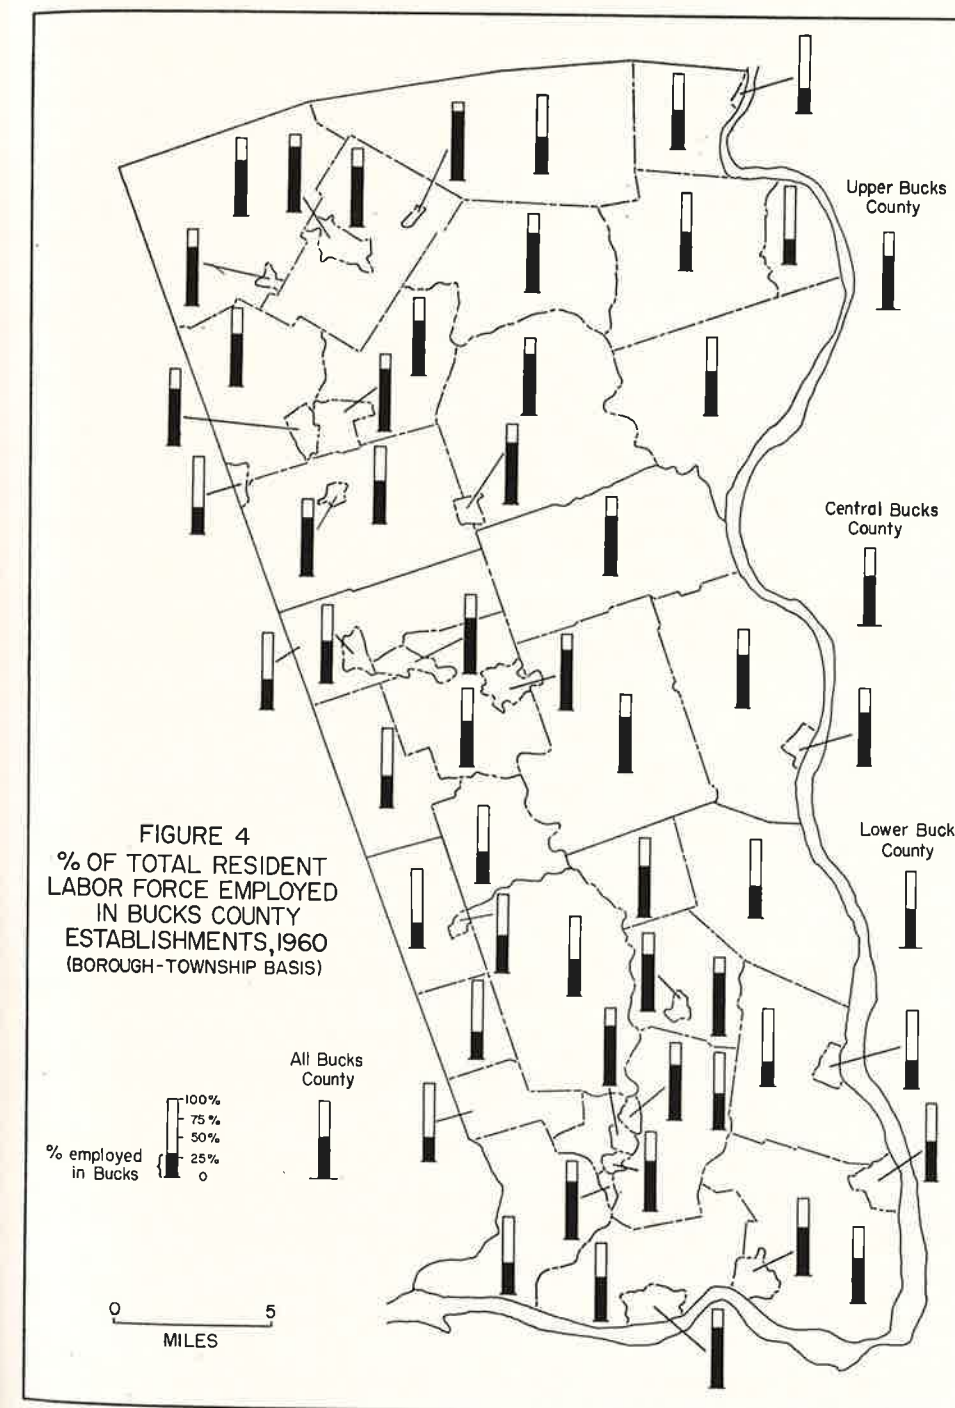 Upper Bucks
County
Central Bucks
County
Lower Buck
County
FIGURE 4
% OF TOTAL RESIDENT
LABOR FORCE EMPLOYED
IN BUCKS COUNTY
ESTABLISHMENTS, 1960
(BOROUGH-TOWNSHIP BASIS)
All Bucks
County
100%
75%
50%
25%
0
% employed
in Bucks
0 5
MILES